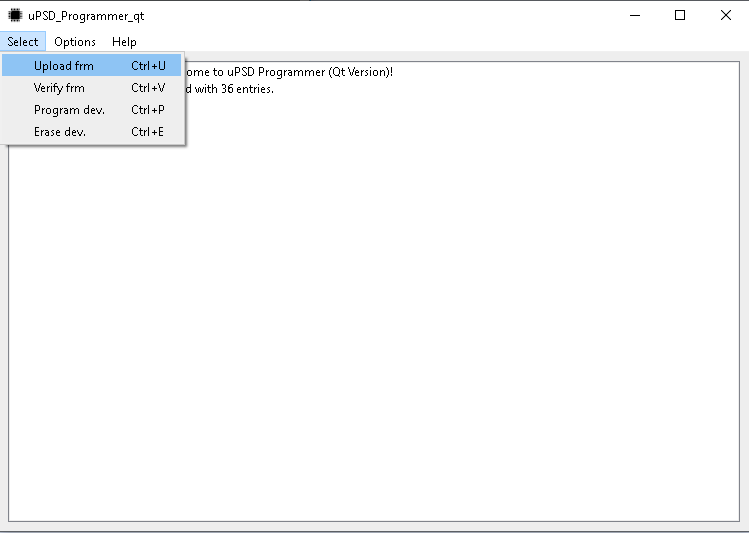 uPSD_Programmer_qt
Select Options Help
Upload frm Ctrl+U
Verify frm Ctrl+V
Program dev. Ctrl+P
Erase dev. Ctrl+E
to uPSD Programmer (Qt Version)!
with 36 entries.